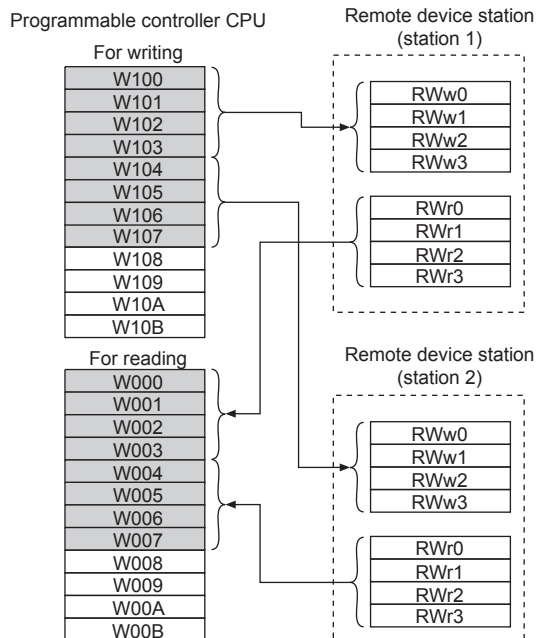 Programmable controller CPU
For writing
W100
W101
W102
W103
W104
W105
W106
W107
W108
W109
W10A
W10B
For reading
W000
W001
W002
W003
W004
W005
W006
W007
W008
W009
W00A
W00B
Remote device station
(station 1)
RWw0
RWw1
RWw2
RWw3
RWr0
RWr1
RWr2
RWr3
Remote device station
(station 2)
RWw0
RWw1
RWw2
RWw3
RWr0
RWr1
RWr2
RWr3